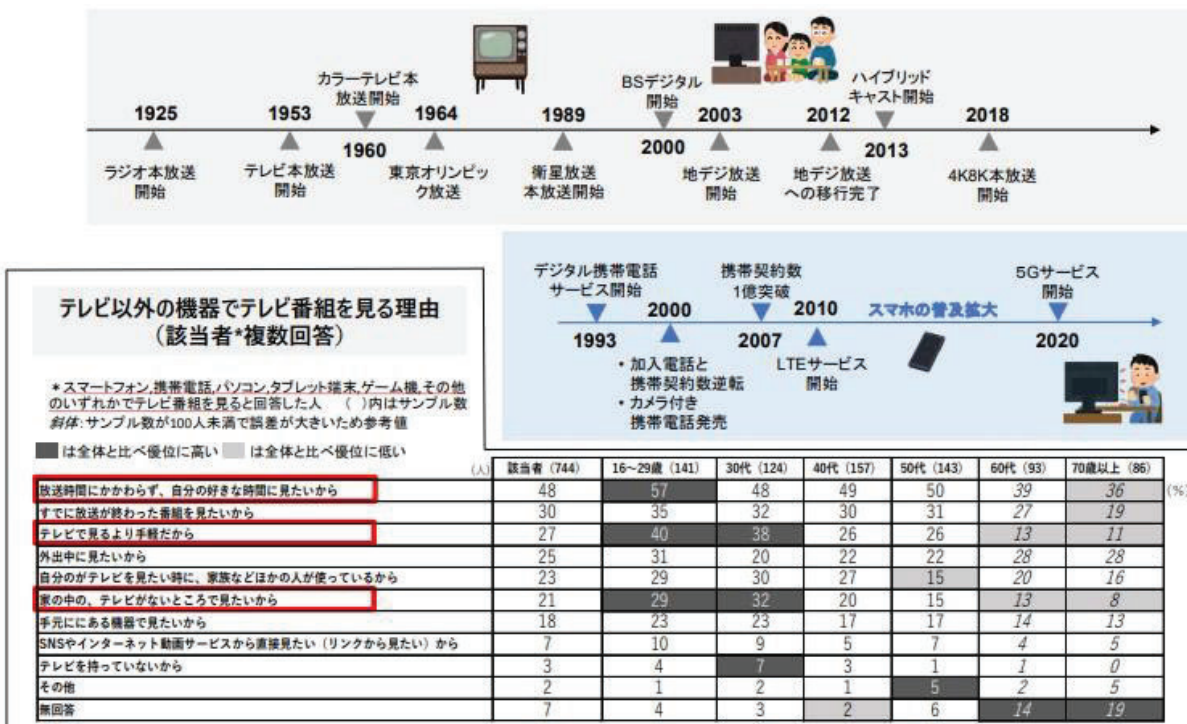 カラーテレビ本
放送開始
BSデジタル
開始
ハイブリッド
キャスト開始
1925
1953
1964
1989
2003
2012
2018
1960
2000
2013
ラジオ本放送
開始
テレビ本放送
開始
東京オリンピッ
ク放送
衛星放送
本放送開始
地デジ放送
開始
地デジ放送
への移行完了
4K8K本放送
開始
デジタル携帯電話
サービス開始
携帯契約数
1億突破
5Gサービス
開始
2000
2010
スマホの普及拡大
1993
2007
2020
・加入電話と
携帯契約数逆転
・カメラ付き
携帯電話発売
LTEサービス
開始
テレビ以外の機器でテレビ番組を見る理由
（該当者*複数回答）
*スマートフォン,携帯電話,パソコン,タブレット端末,ゲーム機,その他
のいずれかでテレビ番組を見ると回答した人 （ ）内はサンプル数
斜体:サンプル数が100人未満で誤差が大きいため参考値
は全体と比べ優位に高い は全体と比べ優位に低い
(人) 該当者（744） 16～29歳（141） 30代（124） 40代（157） 50代（143） 60代（93） 70歳以上（86）
放送時間にかかわらず、自分の好きな時間に見たいから 48 57 48 49 50 39 36 (%)
すでに放送が終わった番組を見たいから 30 35 32 30 31 27 19
テレビで見るより手軽だから 27 40 38 26 26 13 11
外出中に見たいから 25 31 20 22 22 28 28
自分のがテレビを見たい時に、家族などほかの人が使っているから 23 29 30 27 15 20 16
家の中の、テレビがないところで見たいから 21 29 32 20 15 13 8
手元ににある機器で見たいから 18 23 23 17 17 14 13
SNSやインターネット動画サービスから直接見たい（リンクから見たい）から 7 10 9 5 7 4 5
テレビを持っていないから 3 4 7 3 1 1 0
その他 2 1 2 1 5 2 5
無回答 7 4 3 2 6 14 19